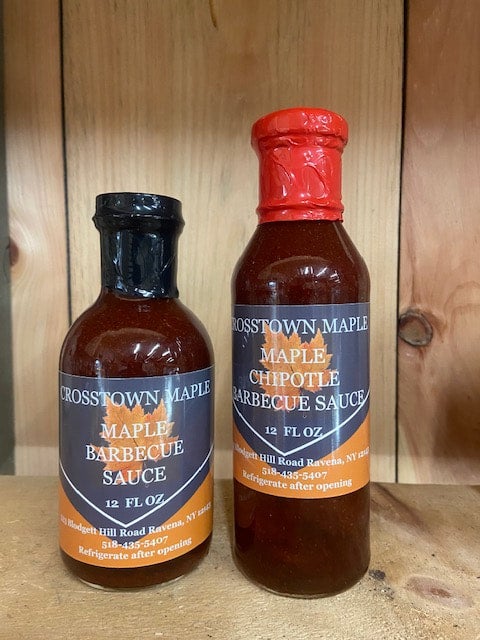 CROSSTOWN MAPLE
MAPLE
BARBECUE
SAUCE
12 FL OZ
Blodgett Hill Road Ravena, NY
518-435-5407
Refrigerate after opening
CROSSTOWN MAPLE
MAPLE
CHIPOTLE
BARBECUE SAUCE
12 FL OZ
Blodgett Hill Road Ravena, NY
518-435-5407
Refrigerate after opening